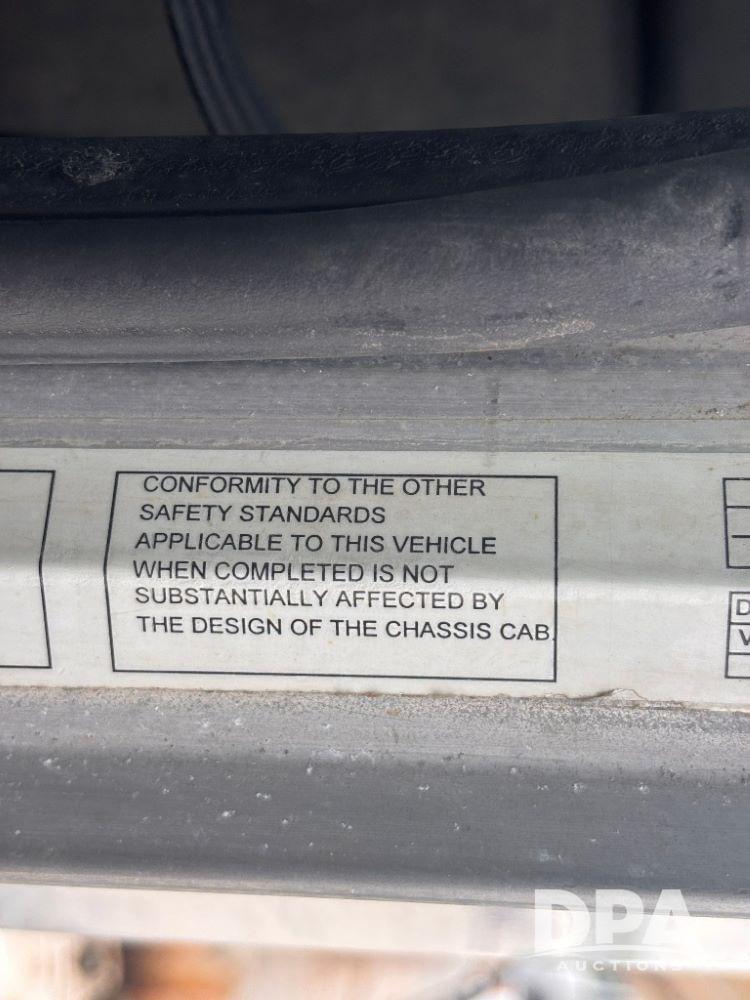 CONFORMITY TO THE OTHER
SAFETY STANDARDS
APPLICABLE TO THIS VEHICLE
WHEN COMPLETED IS NOT
SUBSTANTIALLY AFFECTED BY
THE DESIGN OF THE CHASSIS CAB.
D
V
DPA
AUCTIONS